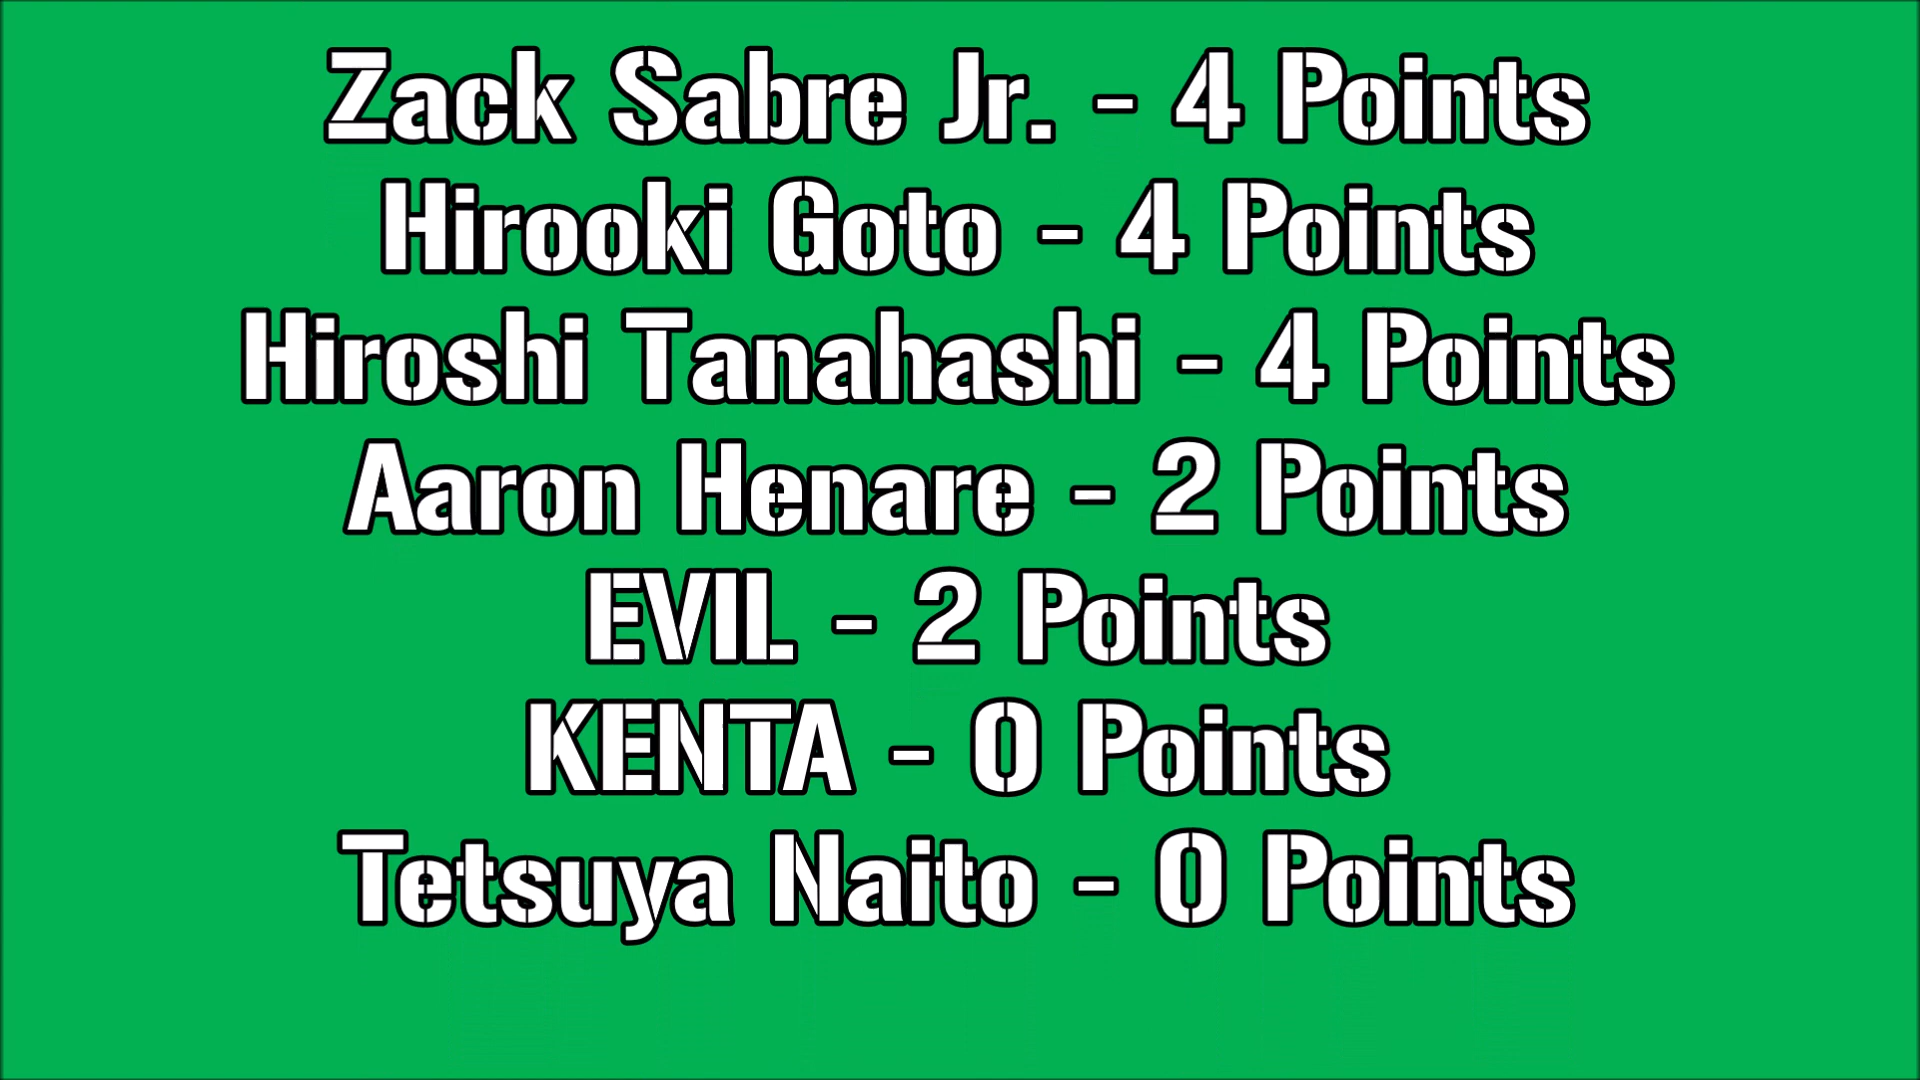 Zack Sabre Jr. - 4 Points
Hirooki Goto - 4 Points
Hiroshi Tanahashi - 4 Points
Aaron Henare - 2 Points
EVIL - 2 Points
KENTA - 0 Points
Tetsuya Naito - 0 Points